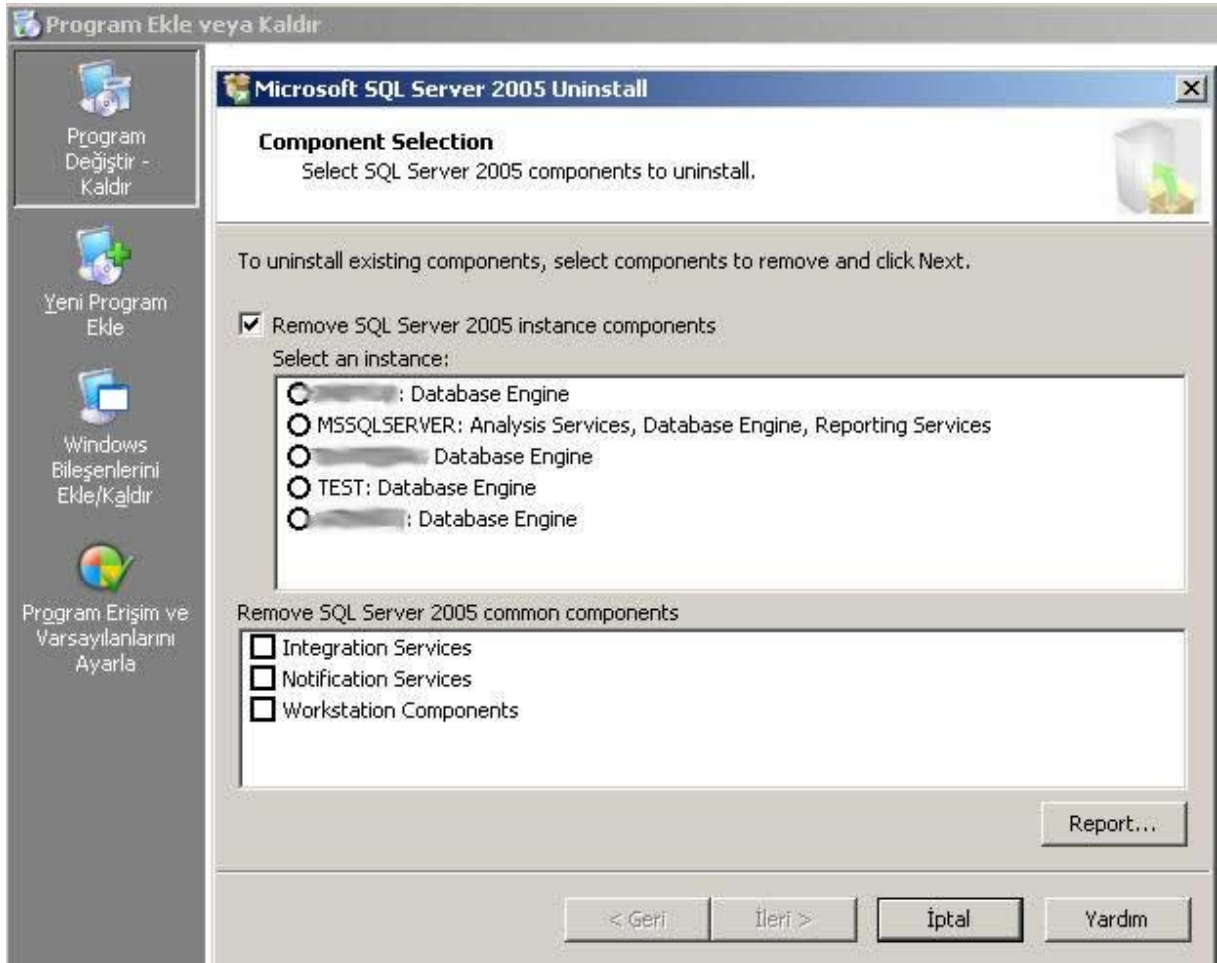 Program Ekle veya Kaldır
Program
Değiştir -
Kaldır
Yeni Program
Ekle
Windows
Bileşenlerini
Ekle/Kaldır
Program Erişim ve
Varsayılanlarını
Ayarla
Microsoft SQL Server 2005 Uninstall
Component Selection
Select SQL Server 2005 components to uninstall.
To uninstall existing components, select components to remove and click Next.
Remove SQL Server 2005 instance components
Select an instance:
: Database Engine
MSSQLSERVER: Analysis Services, Database Engine, Reporting Services
Database Engine
TEST: Database Engine
: Database Engine
Remove SQL Server 2005 common components
Integration Services
Notification Services
Workstation Components
Report...
< Geri
İleri >
İptal
Yardım